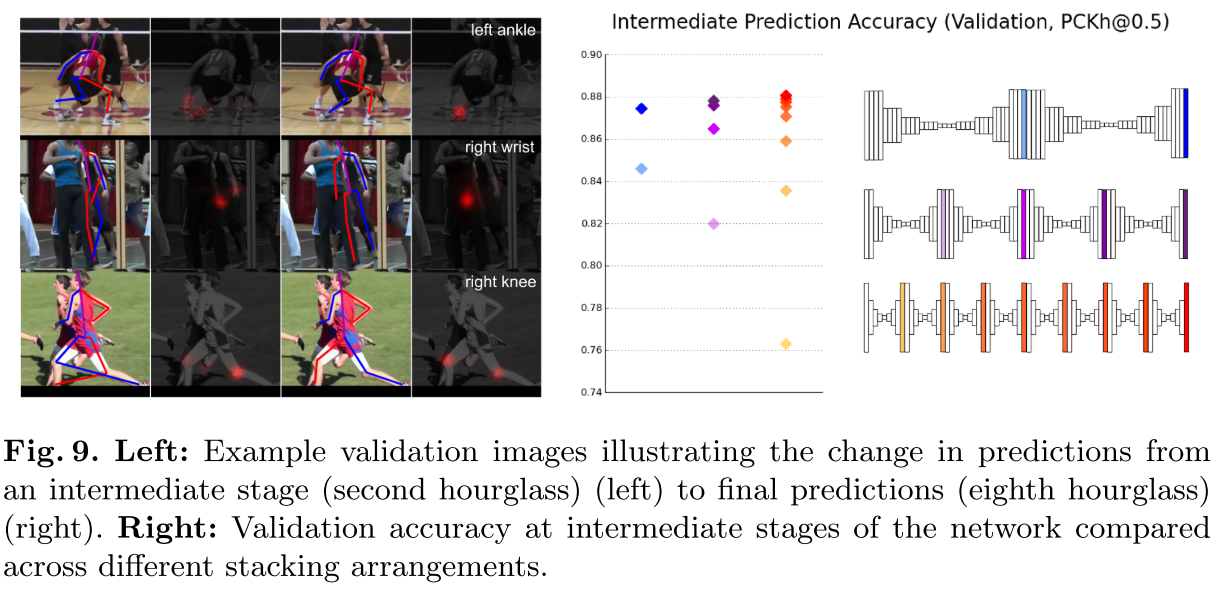 left ankle
right wrist
right knee
Intermediate Prediction Accuracy (Validation, PCKh@0.5)
0.90
0.88
0.86
0.84
0.82
0.80
0.78
0.76
0.74
Fig. 9. Left: Example validation images illustrating the change in predictions from
an intermediate stage (second hourglass) (left) to final predictions (eighth hourglass)
(right). Right: Validation accuracy at intermediate stages of the network compared
across different stacking arrangements.